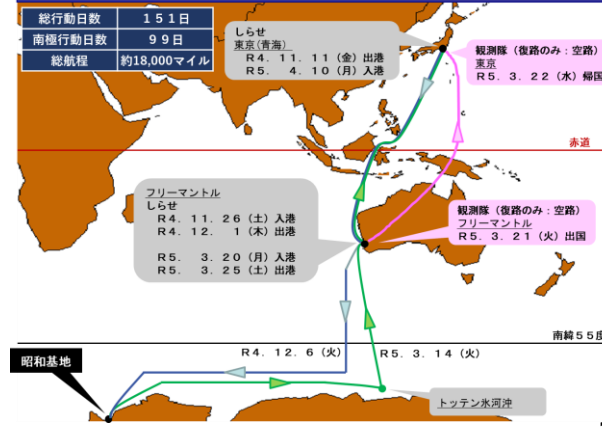 総行動日数 151日
南極行動日数 99日
総航程 約18,000マイル
しらせ
東京(青海)
R4.11.11(金)出港
R5. 4.10(月)入港
観測隊(復路のみ:空路)
東京
R5.3.22(水)帰国
赤道
フリーマントル
しらせ
R4.11.26(土)入港
R4.12. 1(木)出港
R5. 3.20(月)入港
R5. 3.25(土)出港
観測隊(復路のみ:空路)
フリーマントル
R5.3.21(火)出国
南緯55度
R4.12.6(火)
R5.3.14(火)
昭和基地
トッテン氷河沖